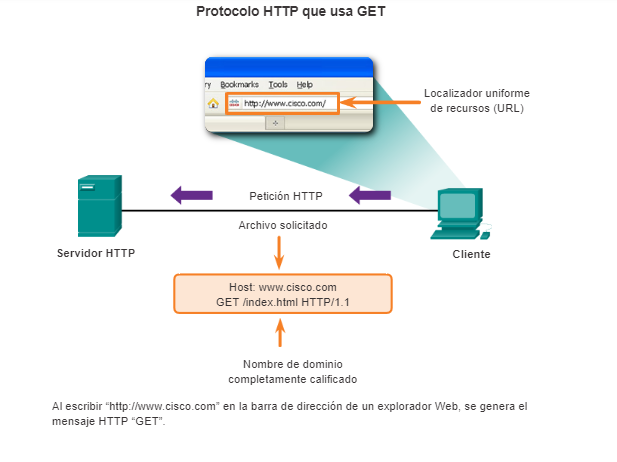 Protocolo HTTP que usa GET
ry Bookmarks Tools Help
http://www.cisco.com/
Localizador uniforme
de recursos (URL)
Petición HTTP
Archivo solicitado
Servidor HTTP
Cliente
Host: www.cisco.com
GET /index.html HTTP/1.1
Nombre de dominio
completamente calificado
Al escribir “http://www.cisco.com” en la barra de dirección de un explorador Web, se genera el
mensaje HTTP “GET”.